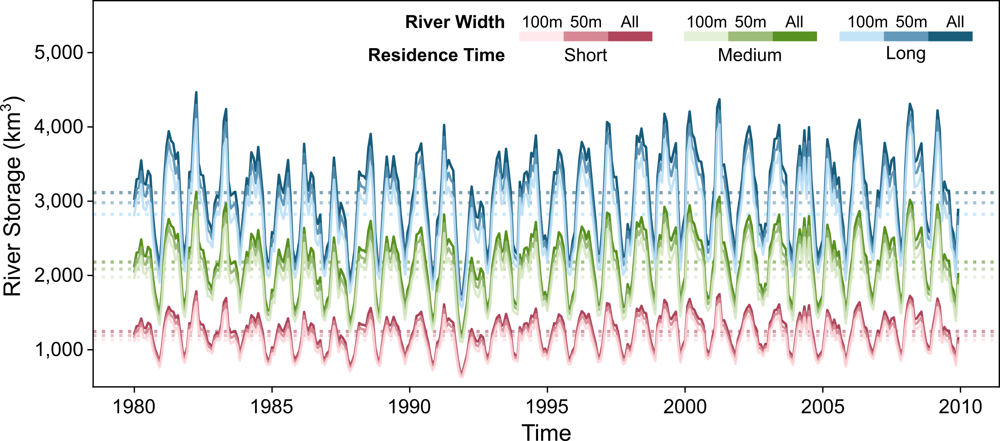 River Width 100m 50m All 100m 50m All 100m 50m All
Residence Time Short Medium Long
River Storage (km³)
5,000
4,000
3,000
2,000
1,000
1980 1985 1990 1995 2000 2005 2010
Time